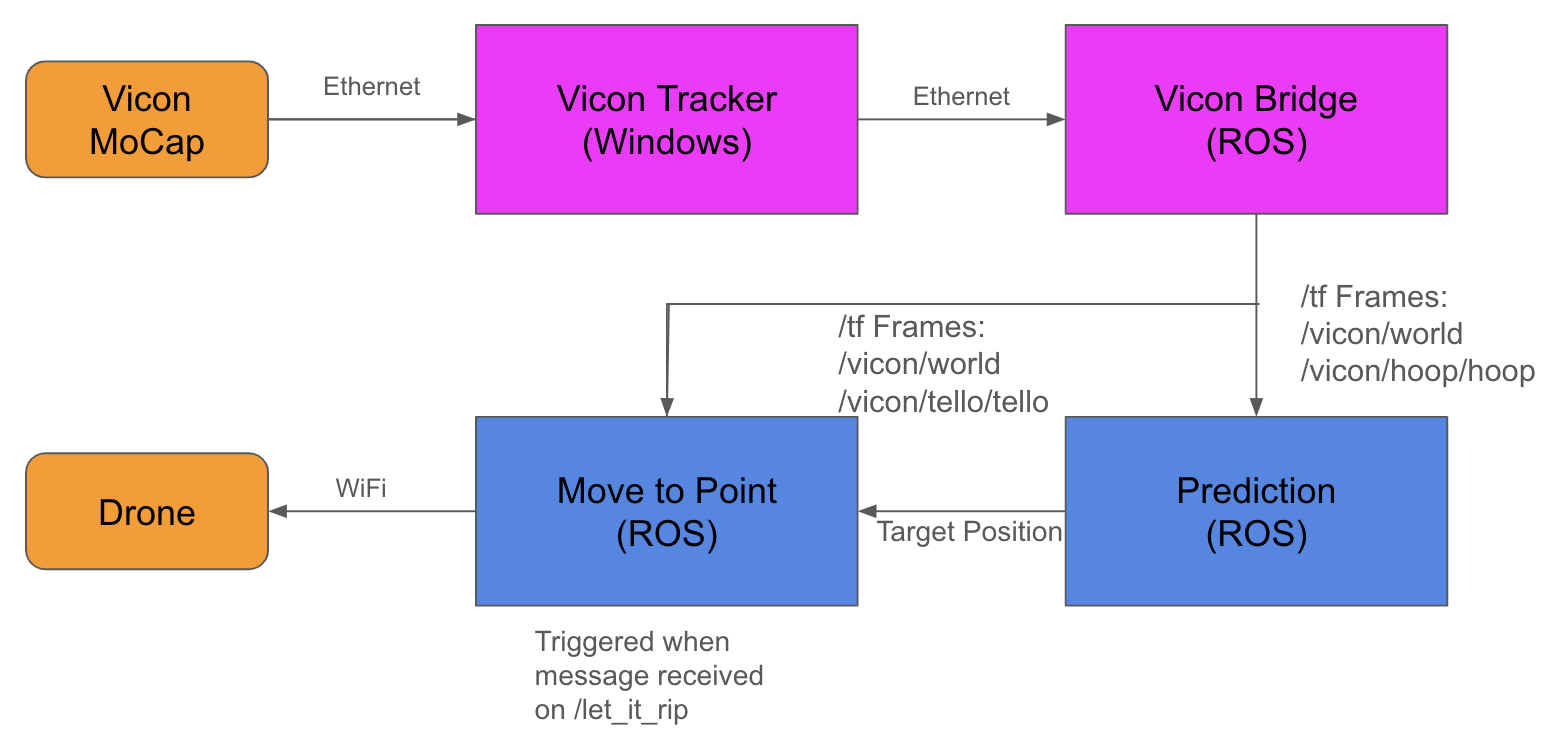 Vicon
MoCap
Ethernet
Vicon Tracker
(Windows)
Ethernet
Vicon Bridge
(ROS)
/tf Frames:
/vicon/world
/vicon/tello/tello
/tf Frames:
/vicon/world
/vicon/hoop/hoop
Drone
WiFi
Move to Point
(ROS)
Target Position
Prediction
(ROS)
Triggered when
message received
on /let_it_rip